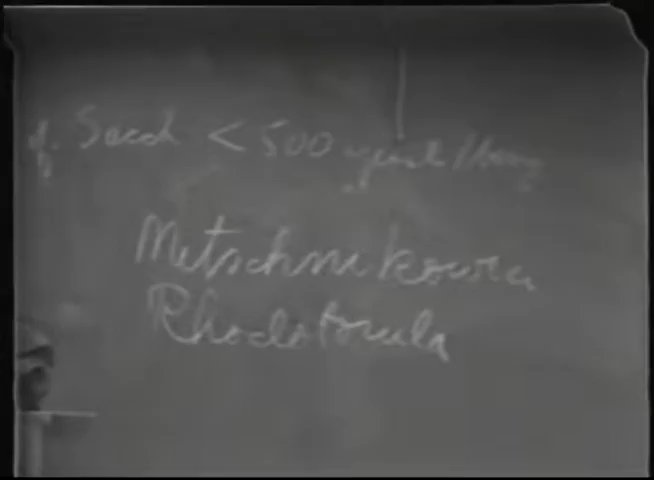 Sacch < 500 yeast/
Metschnikowia
Rhodotorula